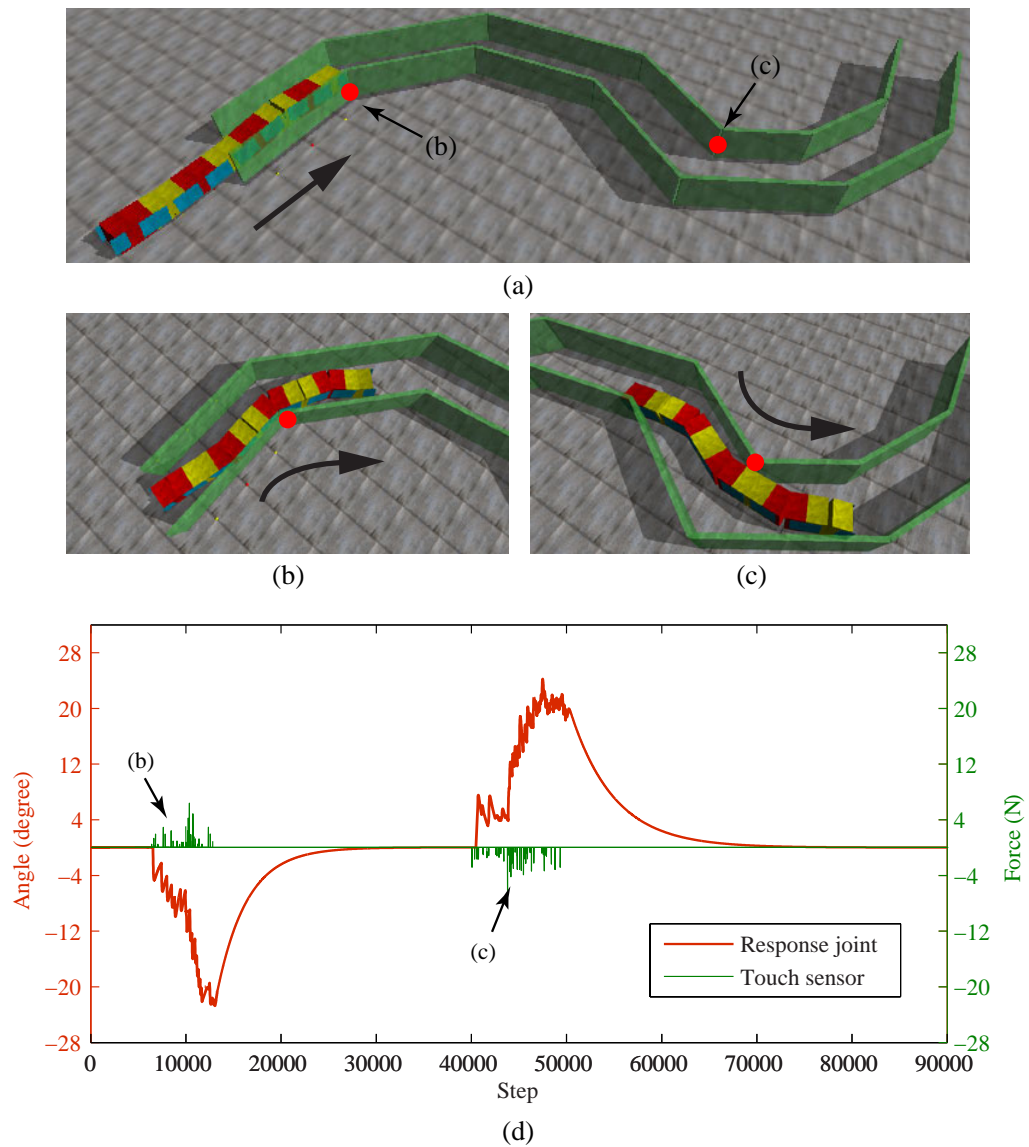 (b)
(c)
(a)
(b)
(c)
28
20
12
4
−4
−12
−20
−28
Angle (degree)
28
20
12
4
−4
−12
−20
−28
Force (N)
(b)
(c)
Response joint
Touch sensor
0 10000 20000 30000 40000 50000 60000 70000 80000 90000
Step
(d)